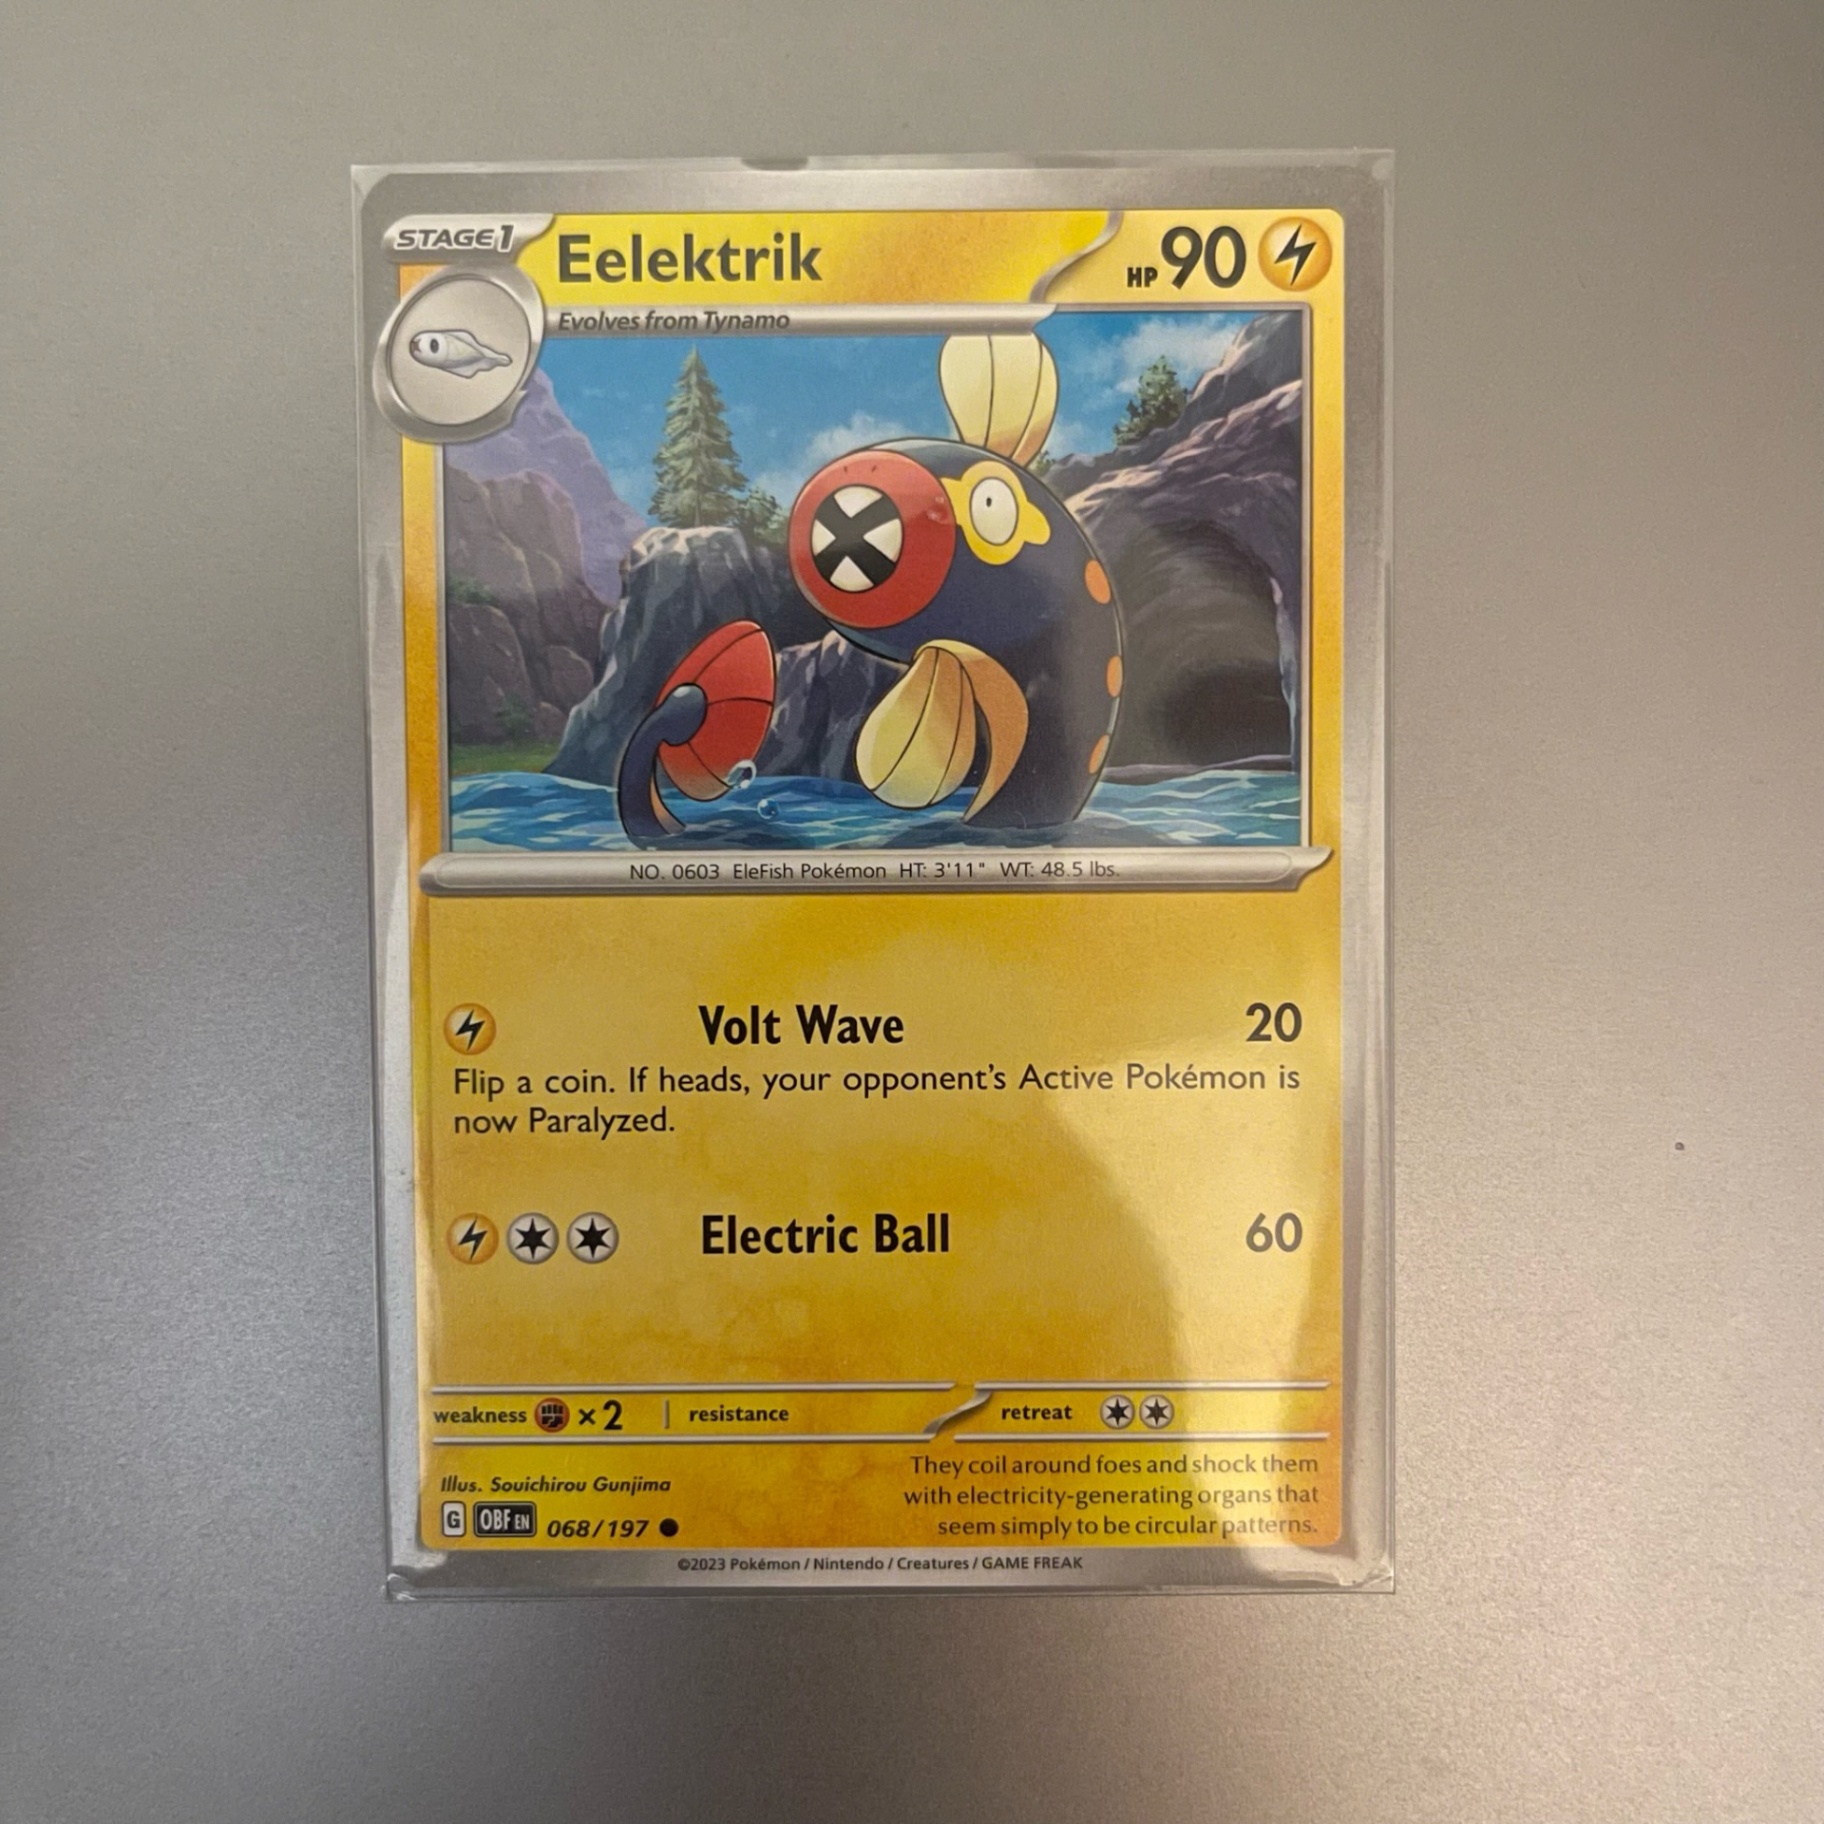 STAGE1
Eelektrik
HP 90
Evolves from Tynamo
NO. 0603 EleFish Pokémon HT: 3'11" WT: 48.5 lbs.
Volt Wave 20
Flip a coin. If heads, your opponent's Active Pokémon is
now Paralyzed.
Electric Ball 60
weakness ×2 resistance retreat
They coil around foes and shock them
with electricity-generating organs that
seem simply to be circular patterns.
Illus. Souichirou Gunjima
G OBF EN 068/197
©2023 Pokémon / Nintendo / Creatures / GAME FREAK